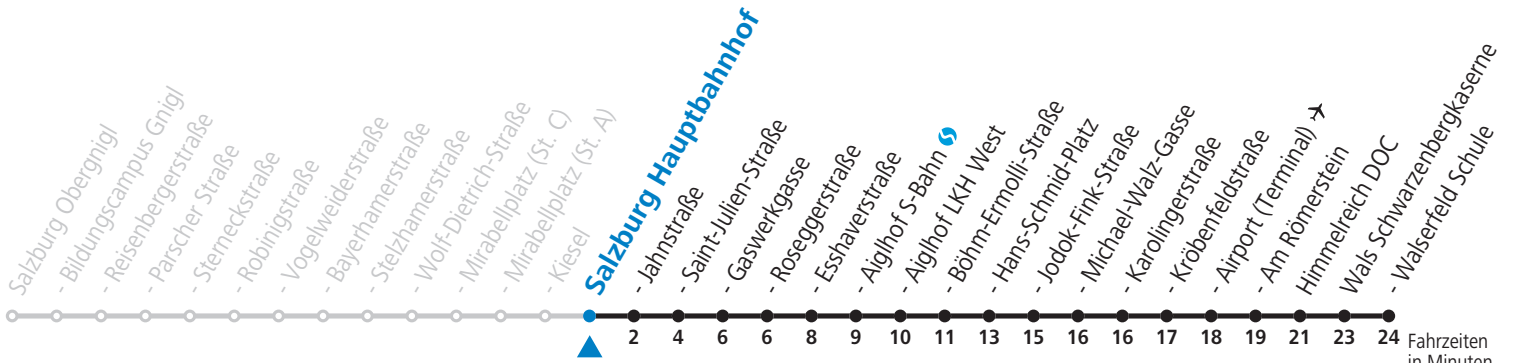 Salzburg Obergnigl
- Bildungscampus Gnigl
- Reisenbergerstraße
- Parscher Straße
- Sterneckstraße
- Robinigstraße
- Vogelweiderstraße
- Bayerhamerstraße
- Stelzhamerstraße
- Wolf-Dietrich-Straße
- Mirabellplatz (St. C)
- Mirabellplatz (St. A)
- Kiesel
Salzburg Hauptbahnhof
- Jahnstraße
- Saint-Julien-Straße
- Gaswerkgasse
- Roseggerstraße
- Esshaverstraße
- Aiglhof S-Bahn
- Aiglhof LKH West
- Böhm-Ermolli-Straße
- Hans-Schmid-Platz
- Jodok-Fink-Straße
- Michael-Walz-Gasse
- Karolingerstraße
- Kröbenfeldstraße
- Airport (Terminal)
- Am Römerstein
Himmelreich DOC
Wals Schwarzenbergkaserne
- Walserfeld Schule
2 4 6 6 8 9 10 11 13 15 16 16 17 18 19 21 23 24
Fahrzeiten
in Minuten